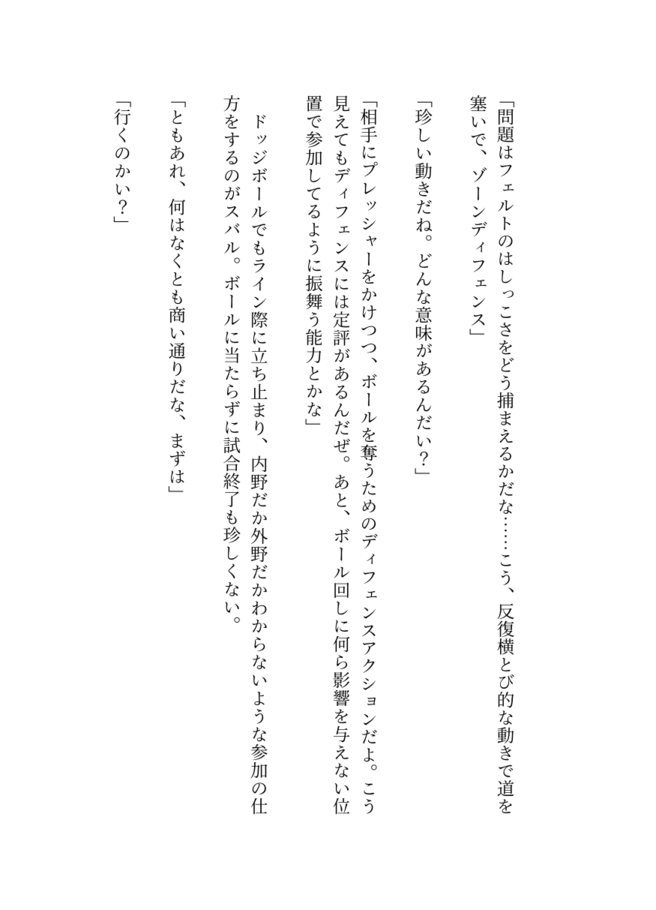 「問題はフェルトのはしっこさをどう捕まえるかだな……こう、反復横とび的な動きで道を
塞いで、ゾーンディフェンス」
「珍しい動きだね。どんな意味があるんだい？」
「相手にプレッシャーをかけつつ、ボールを奪うためのディフェンスアクションだよ。こう
見えてもディフェンスには定評があるんだぜ。あと、ボール回しに何ら影響を与えない位
置で参加してるように振舞う能力とかな」
　ドッジボールでもライン際に立ち止まり、内野だか外野だかわからないような参加の仕
方をするのがスバル。ボールに当たらずに試合終了も珍しくない。
「ともあれ、何はなくとも商い通りだな、まずは」
「行くのかい？」